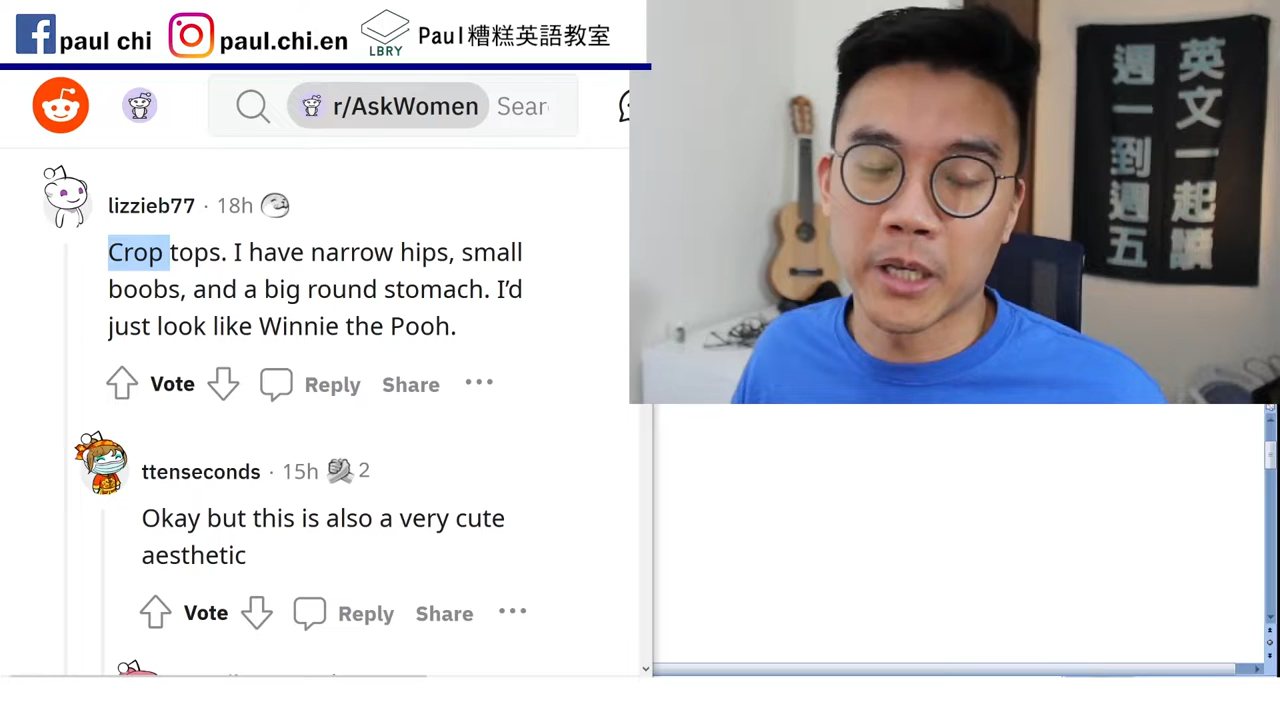 paul chi
paul.chi.en
LBRY
Paul糟糕英語教室
r/AskWomen
Sear
lizzieb77 · 18h
Crop tops. I have narrow hips, small
boobs, and a big round stomach. I'd
just look like Winnie the Pooh.
Vote
Reply
Share
ttenseconds · 15h 2
Okay but this is also a very cute
aesthetic
Vote
Reply
Share
英文一起讀
週一到週五